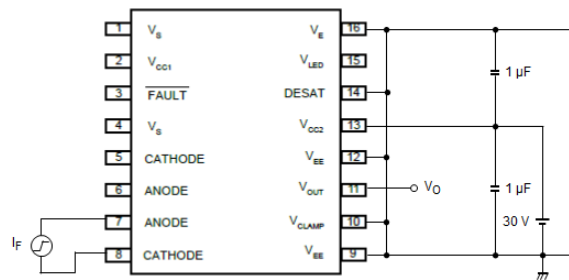 1 V_S V_E 16
2 V_CC1 V_LED 15
3 F̅A̅U̅L̅T̅ DESAT 14
4 V_S V_CC2 13
5 CATHODE V_EE 12
6 ANODE V_OUT 11
7 ANODE V_CLAMP 10
8 CATHODE V_EE 9
I_F
1 µF
V_O
1 µF
30 V